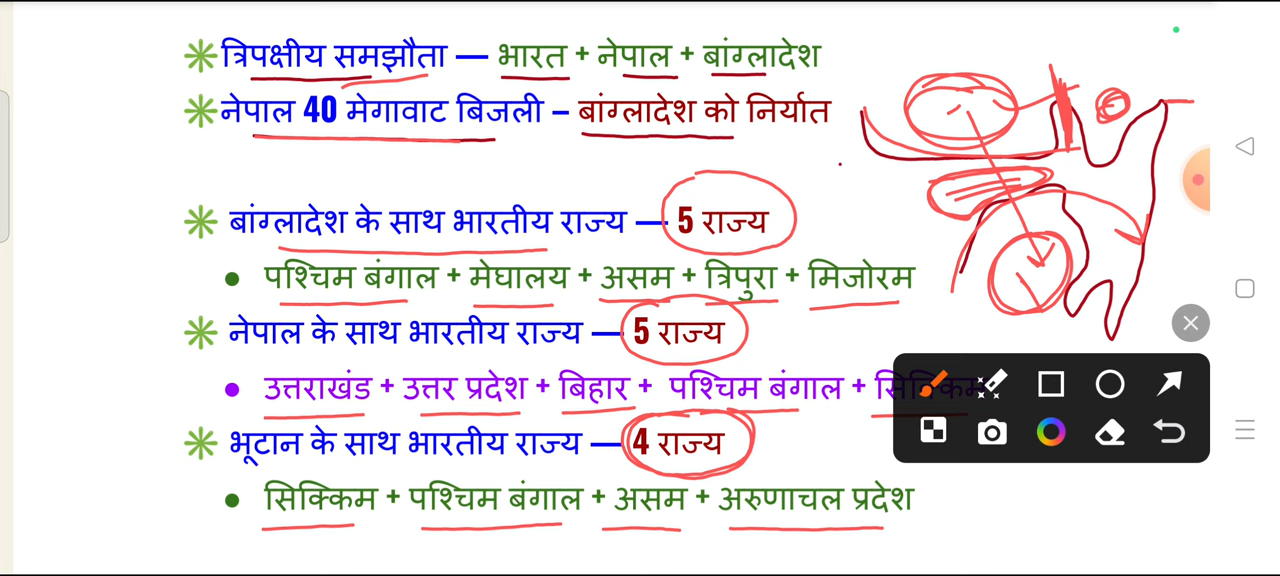 ✳️त्रिपक्षीय समझौता — भारत + नेपाल + बांग्लादेश
✳️नेपाल 40 मेगावाट बिजली – बांग्लादेश को निर्यात
✳️ बांग्लादेश के साथ भारतीय राज्य — 5 राज्य
● पश्चिम बंगाल + मेघालय + असम + त्रिपुरा + मिजोरम
✳️ नेपाल के साथ भारतीय राज्य — 5 राज्य
● उत्तराखंड + उत्तर प्रदेश + बिहार + पश्चिम बंगाल + सिक्किम
✳️ भूटान के साथ भारतीय राज्य — 4 राज्य
● सिक्किम + पश्चिम बंगाल + असम + अरुणाचल प्रदेश